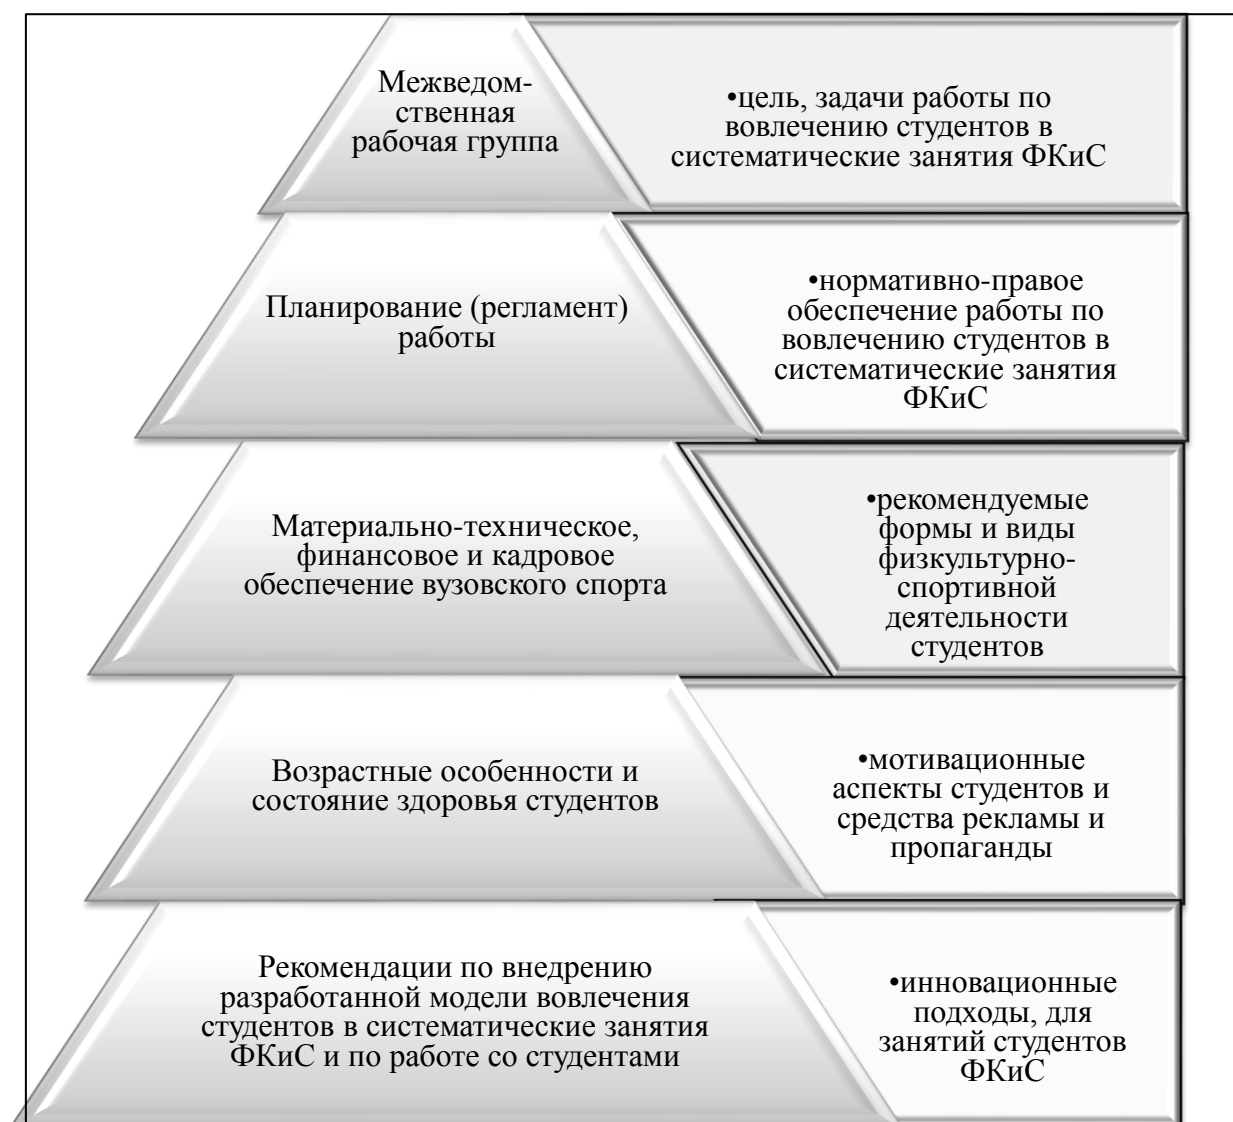 Межведом-
ственная
рабочая группа
•цель, задачи работы по
вовлечению студентов в
систематические занятия ФКиС
Планирование (регламент)
работы
•нормативно-правое
обеспечение работы по
вовлечению студентов в
систематические занятия
ФКиС
Материально-техническое,
финансовое и кадровое
обеспечение вузовского спорта
•рекомендуемые
формы и виды
физкультурно-
спортивной
деятельности
студентов
Возрастные особенности и
состояние здоровья студентов
•мотивационные
аспекты студентов и
средства рекламы и
пропаганды
Рекомендации по внедрению
разработанной модели вовлечения
студентов в систематические занятия
ФКиС и по работе со студентами
•инновационные
подходы, для
занятий студентов
ФКиС